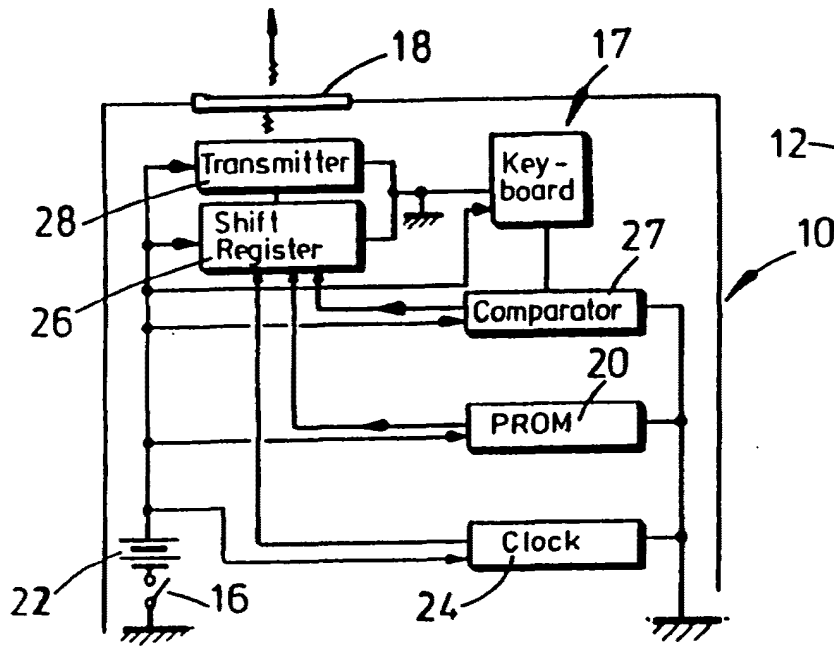 18
17
12
Transmitter
Key-
board
28
Shift
Register
10
27
26
Comparator
20
PROM
Clock
22
16
24